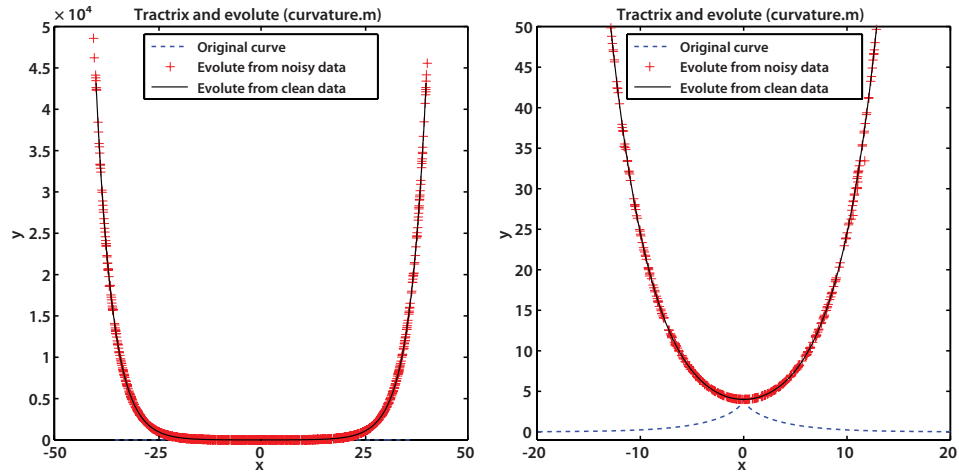 Tractrix and evolute (curvature.m)
× 10⁴
5
4.5
4
3.5
3
2.5
2
1.5
1
0.5
0
-50
-25
0
25
50
x
y
Original curve
Evolute from noisy data
Evolute from clean data
Tractrix and evolute (curvature.m)
50
45
40
35
30
25
20
15
10
5
0
-20
-10
0
10
20
x
y
Original curve
Evolute from noisy data
Evolute from clean data